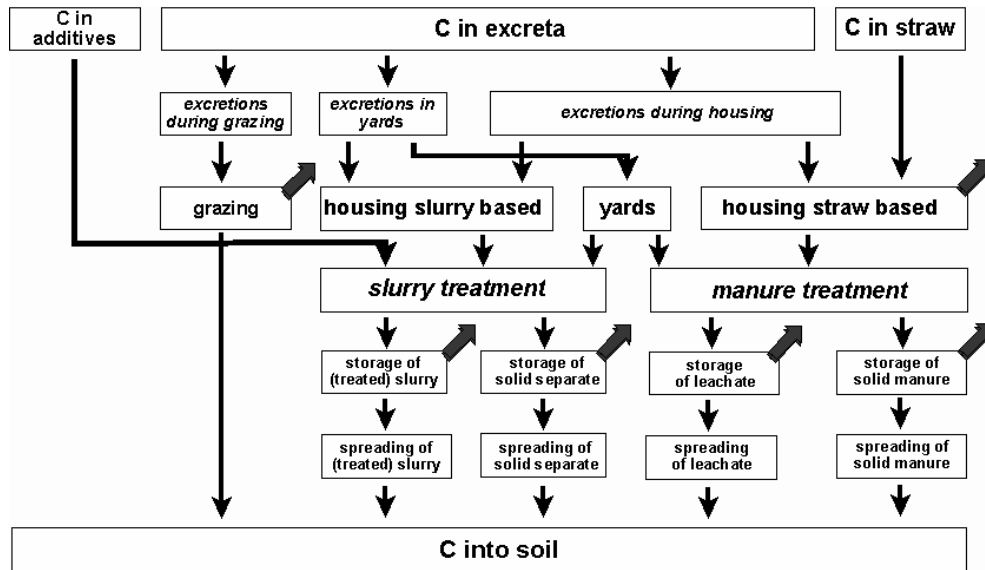 C in
additives
C in excreta
C in straw
excretions
during grazing
excretions in
yards
excretions during housing
grazing
housing slurry based
yards
housing straw based
slurry treatment
manure treatment
storage of
(treated) slurry
storage of
solid separate
storage
of leachate
storage of
solid manure
spreading of
(treated) slurry
spreading of
solid separate
spreading
of leachate
spreading of
solid manure
C into soil